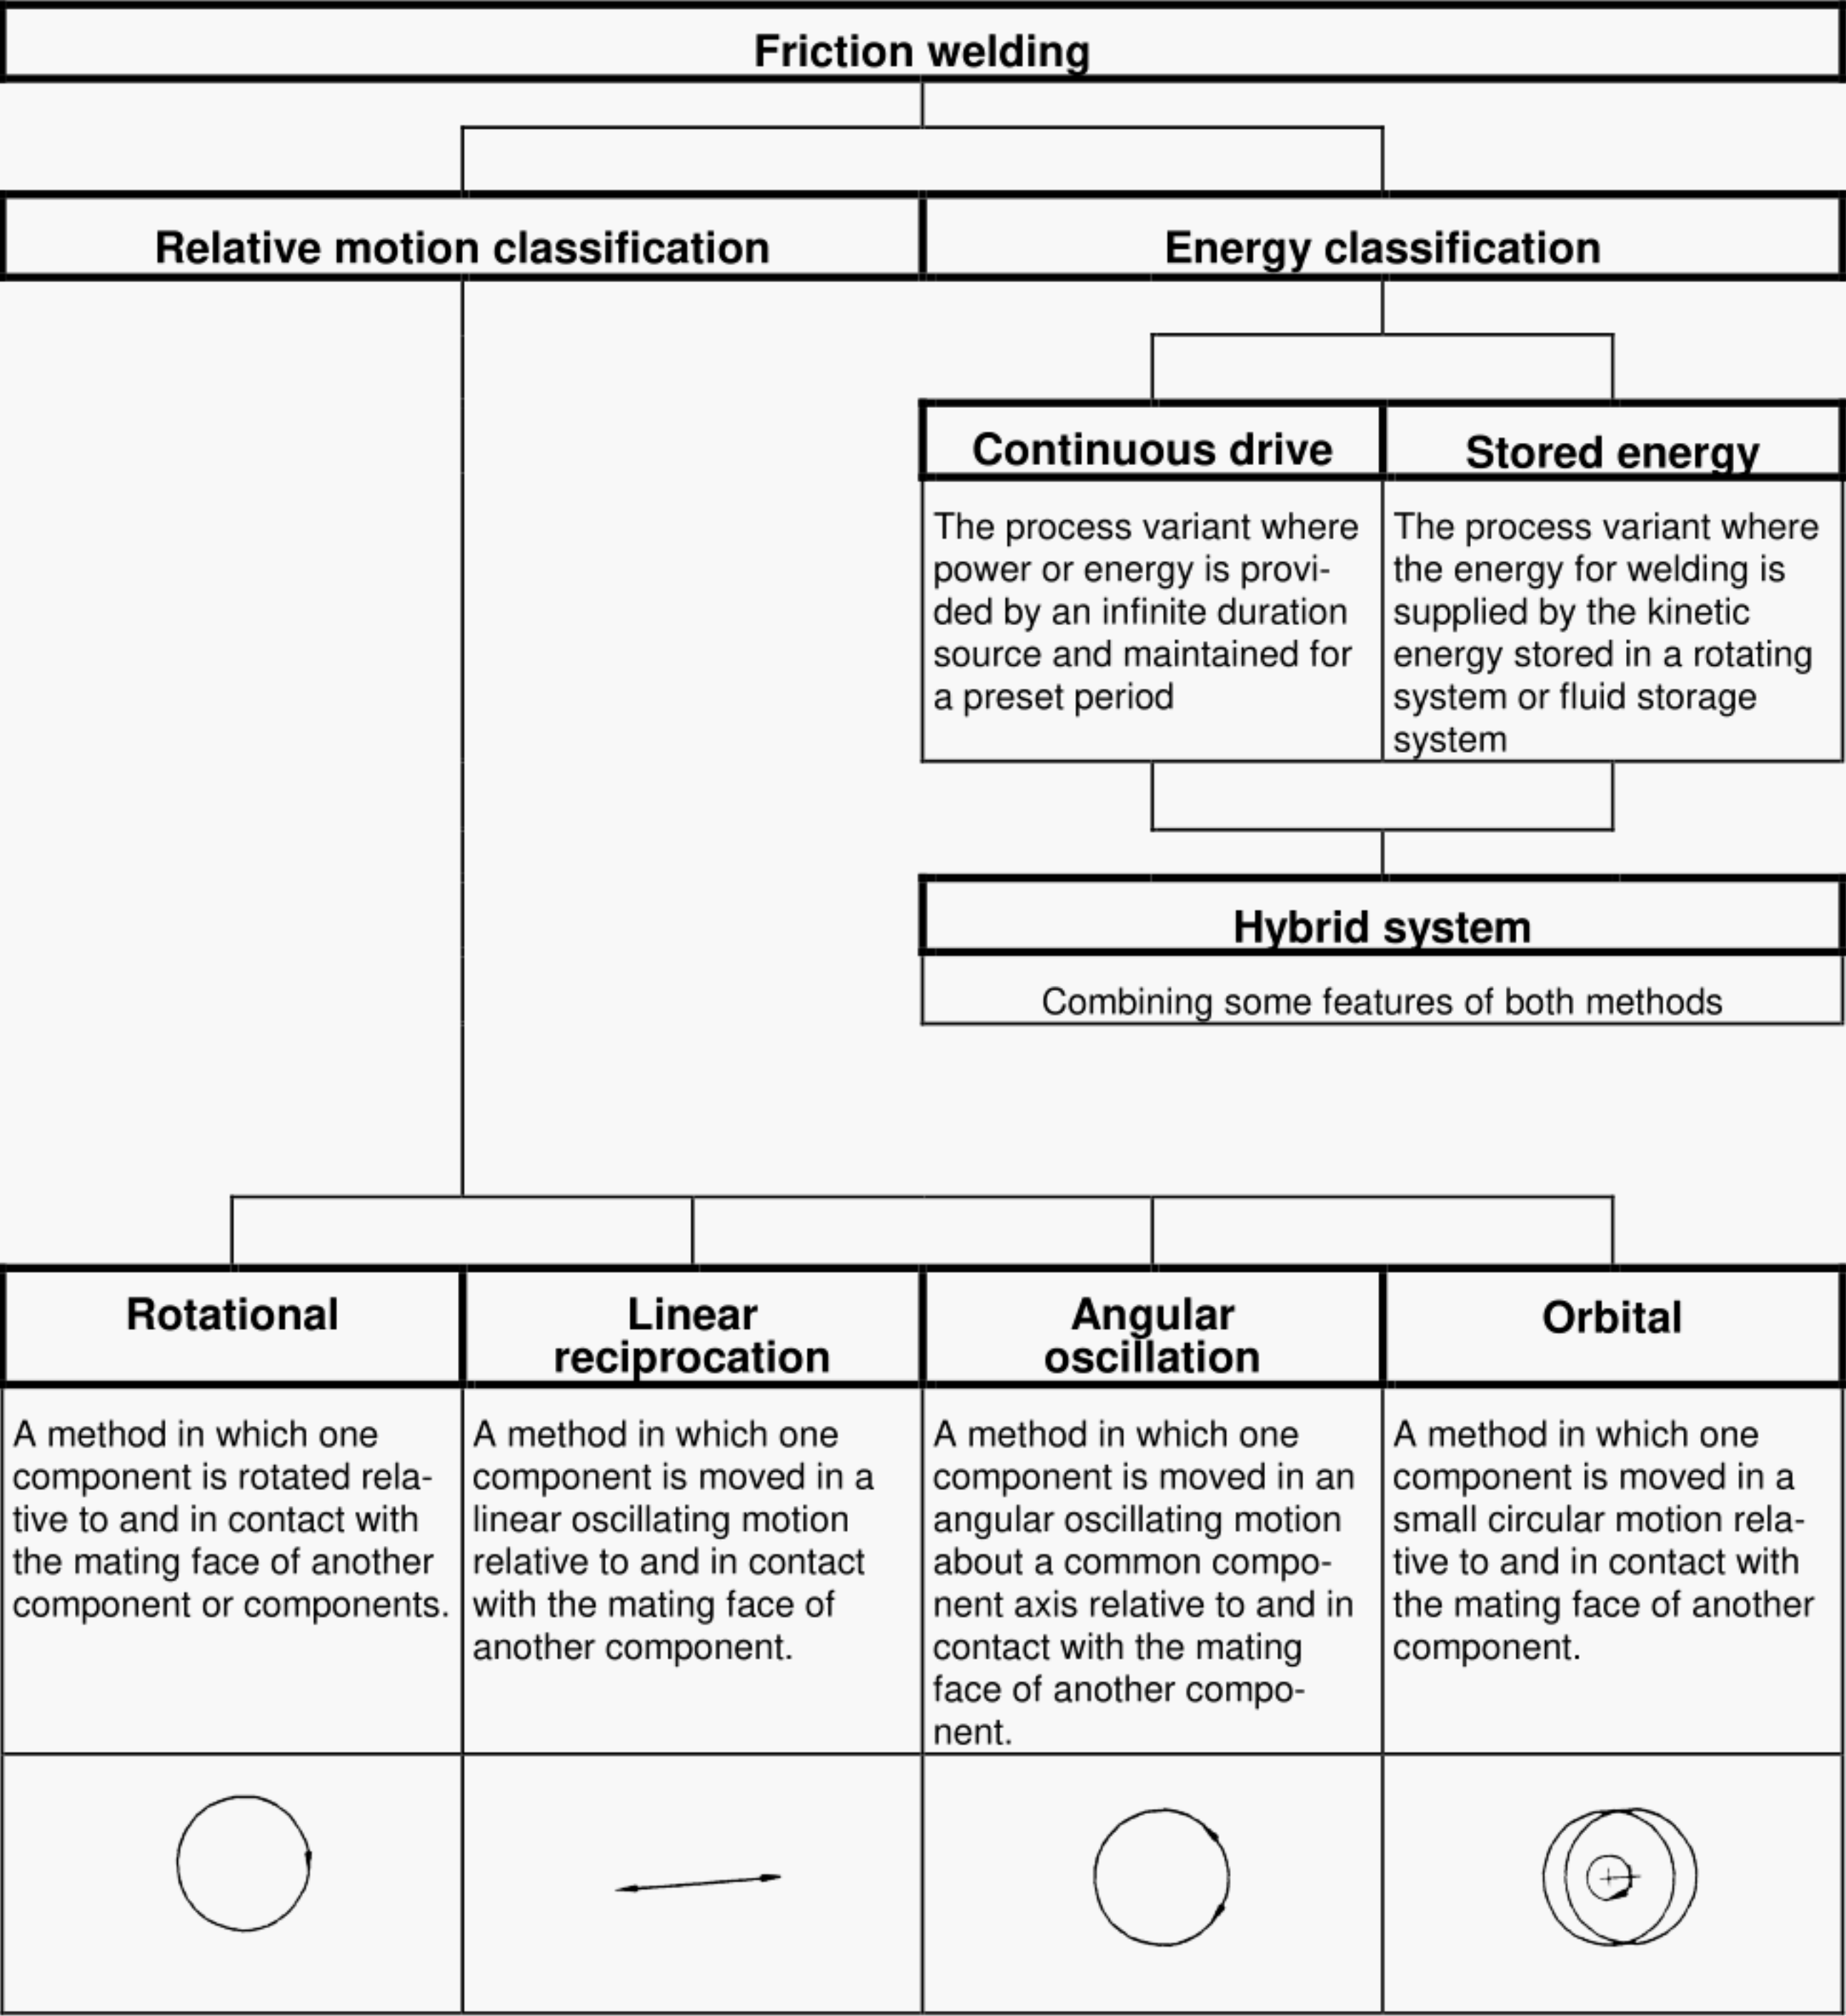 Friction welding
Relative motion classification
Energy classification
Continuous drive
Stored energy
The process variant where
power or energy is provi-
ded by an infinite duration
source and maintained for
a preset period
The process variant where
the energy for welding is
supplied by the kinetic
energy stored in a rotating
system or fluid storage
system
Hybrid system
Combining some features of both methods
Rotational
Linear
reciprocation
Angular
oscillation
Orbital
A method in which one
component is rotated rela-
tive to and in contact with
the mating face of another
component or components.
A method in which one
component is moved in a
linear oscillating motion
relative to and in contact
with the mating face of
another component.
A method in which one
component is moved in an
angular oscillating motion
about a common compo-
nent axis relative to and in
contact with the mating
face of another compo-
nent.
A method in which one
component is moved in a
small circular motion rela-
tive to and in contact with
the mating face of another
component.